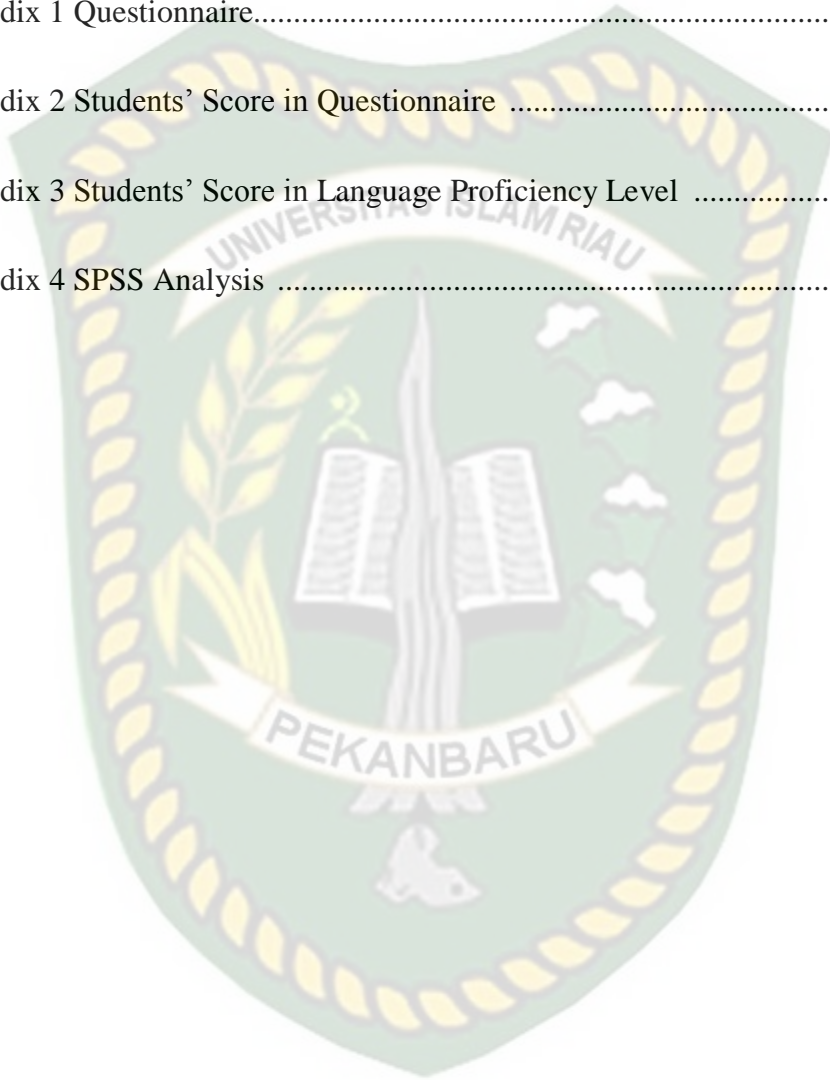 dix 1 Questionnaire......................................................................
dix 2 Students’ Score in Questionnaire .......................................
dix 3 Students’ Score in Language Proficiency Level .................
dix 4 SPSS Analysis ....................................................................
UNIVERSITAS ISLAM RIAU
PEKANBARU